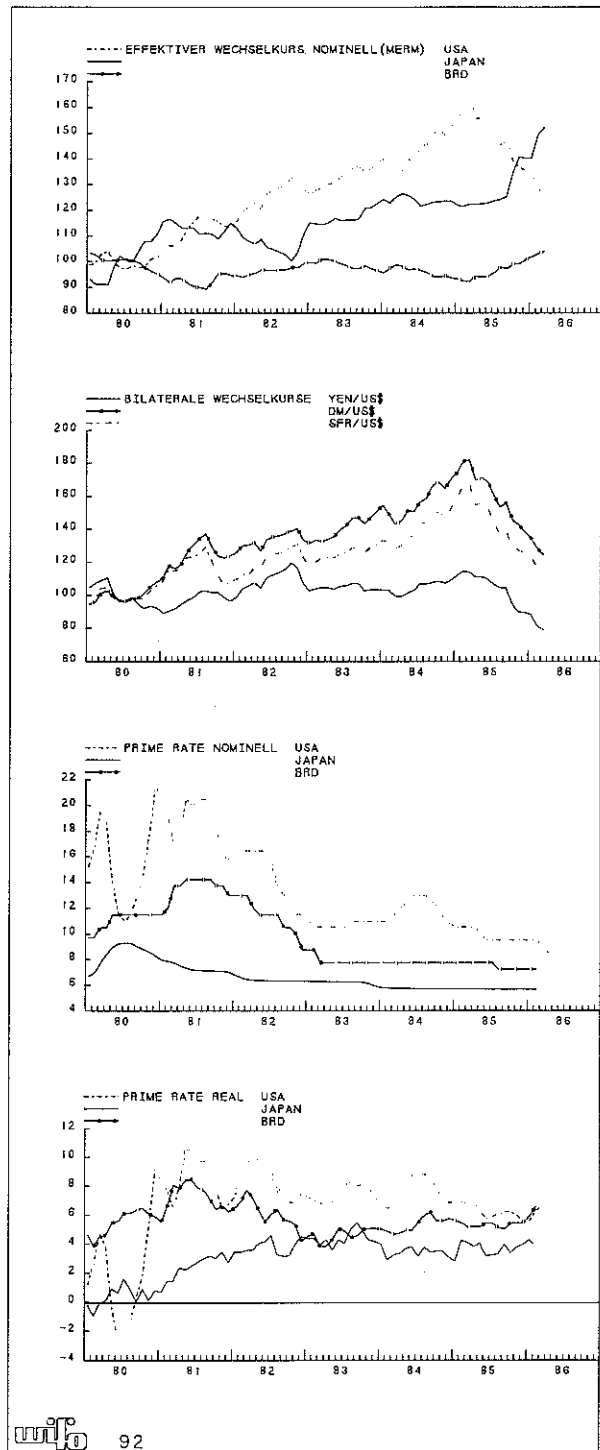 EFFEKTIVER WECHSELKURS, NOMINELL (MERM) USA
JAPAN
BRD
170
160
150
140
130
120
110
100
90
80
80 81 82 83 84 85 86
BILATERALE WECHSELKURSE YEN/US$
DM/US$
SFR/US$
200
180
160
140
120
100
80
60
80 81 82 83 84 85 86
PRIME RATE NOMINELL USA
JAPAN
BRD
22
20
18
16
14
12
10
8
6
4
80 81 82 83 84 85 86
PRIME RATE REAL USA
JAPAN
BRD
12
10
8
6
4
2
0
-2
-4
80 81 82 83 84 85 86
wifo 92